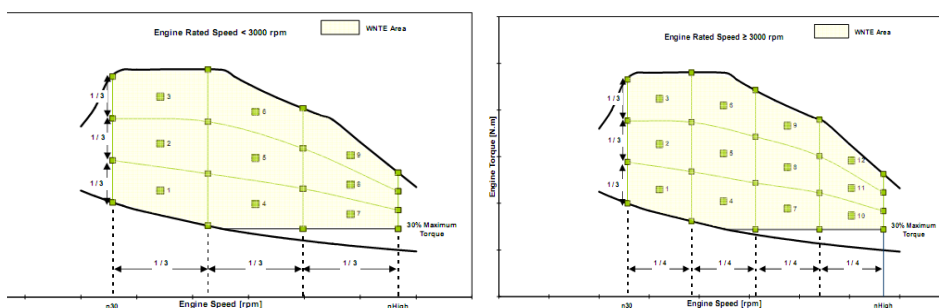 Engine Rated Speed < 3000 rpm
WNTE Area
1 / 3
1 / 3
1 / 3
3
6
2
5
9
8
1
4
7
30% Maximum
Torque
1 / 3
1 / 3
1 / 3
n30
Engine Speed [rpm]
nHigh
Engine Rated Speed ≥ 3000 rpm
WNTE Area
Engine Torque [N.m]
1 / 3
1 / 3
1 / 3
3
6
9
2
5
8
12
11
1
4
7
10
30% Maximum
Torque
1/4
1/4
1/4
1/4
n30
Engine Speed [rpm]
nHigh